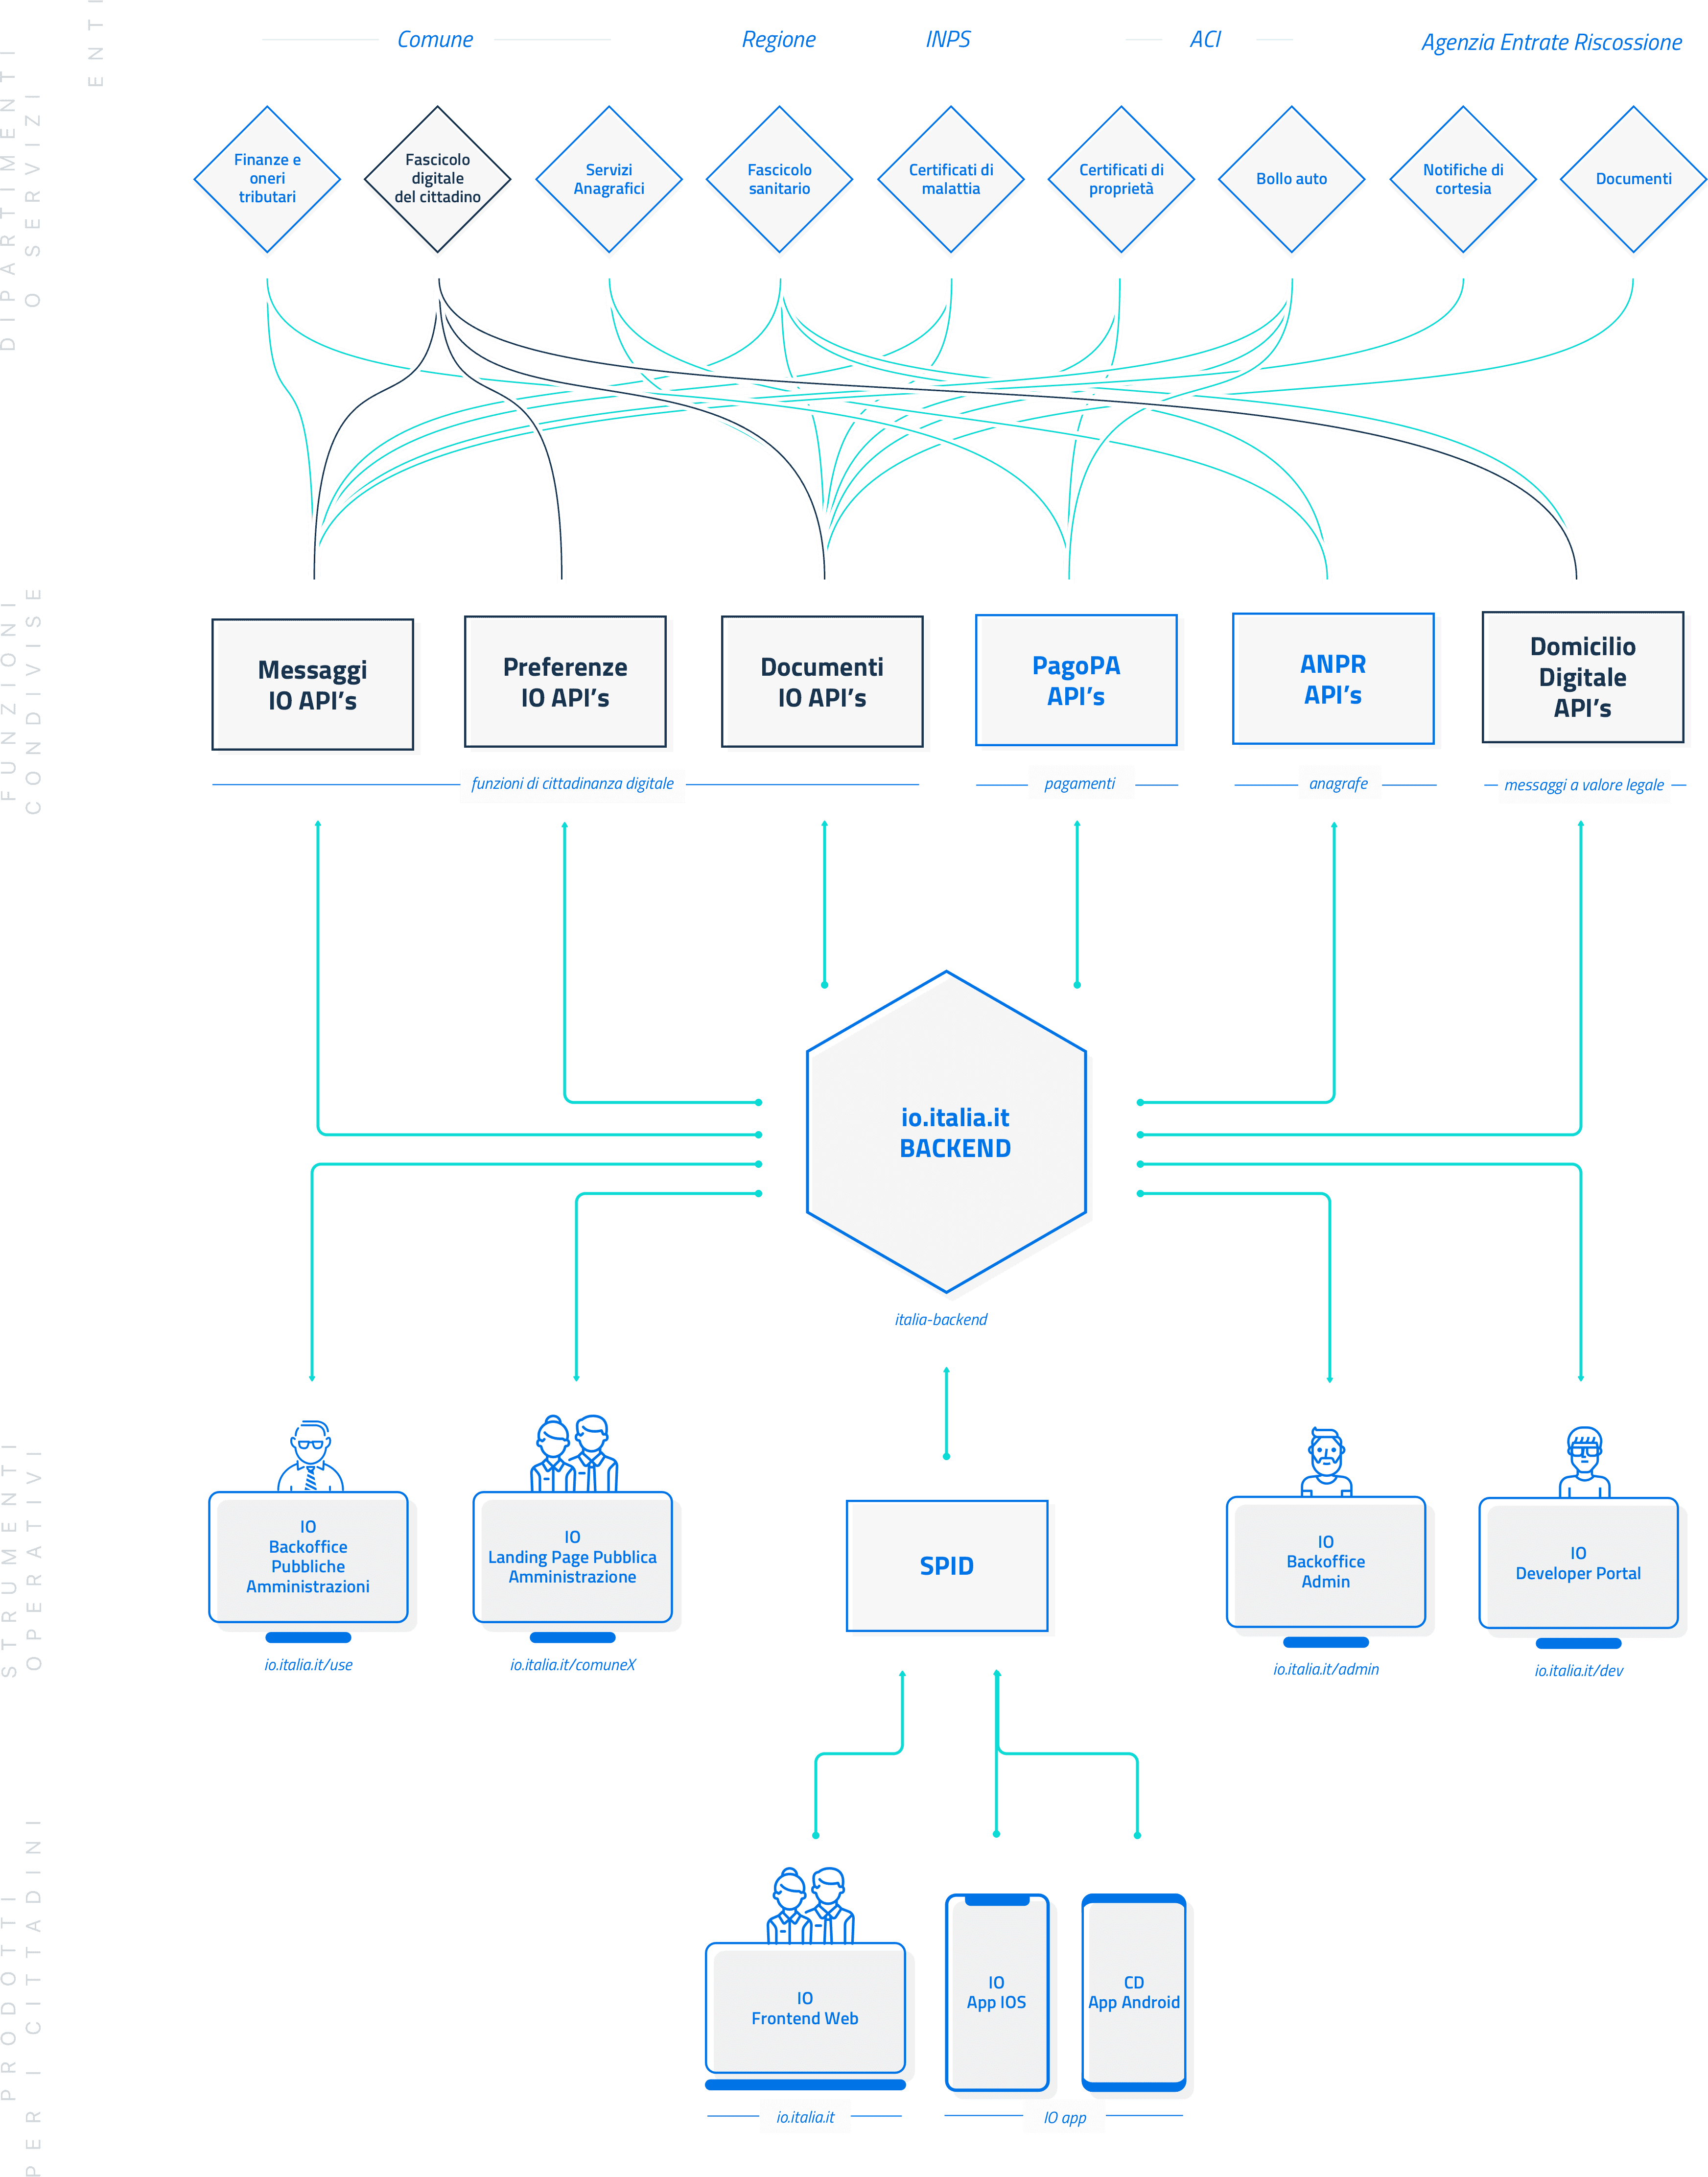 ENTI
Comune
Regione
INPS
ACI
Agenzia Entrate Riscossione
DIPARTIMENTI
O SERVIZI
Finanze e
oneri
tributari
Fascicolo
digitale
del cittadino
Servizi
Anagrafici
Fascicolo
sanitario
Certificati di
malattia
Certificati di
proprietà
Bollo auto
Notifiche di
cortesia
Documenti
FUNZIONI
CONDIVISE
Messaggi
IO API’s
Preferenze
IO API’s
Documenti
IO API’s
PagoPA
API’s
ANPR
API’s
Domicilio
Digitale
API’s
funzioni di cittadinanza digitale
pagamenti
anagrafe
messaggi a valore legale
io.italia.it
BACKEND
italia-backend
STRUMENTI
OPERATIVI
IO
Backoffice
Pubbliche
Amministrazioni
io.italia.it/use
IO
Landing Page Pubblica
Amministrazione
io.italia.it/comuneX
SPID
IO
Backoffice
Admin
io.italia.it/admin
IO
Developer Portal
io.italia.it/dev
PRODOTTI
PER I CITTADINI
IO
Frontend Web
io.italia.it
IO
App IOS
CD
App Android
IO app